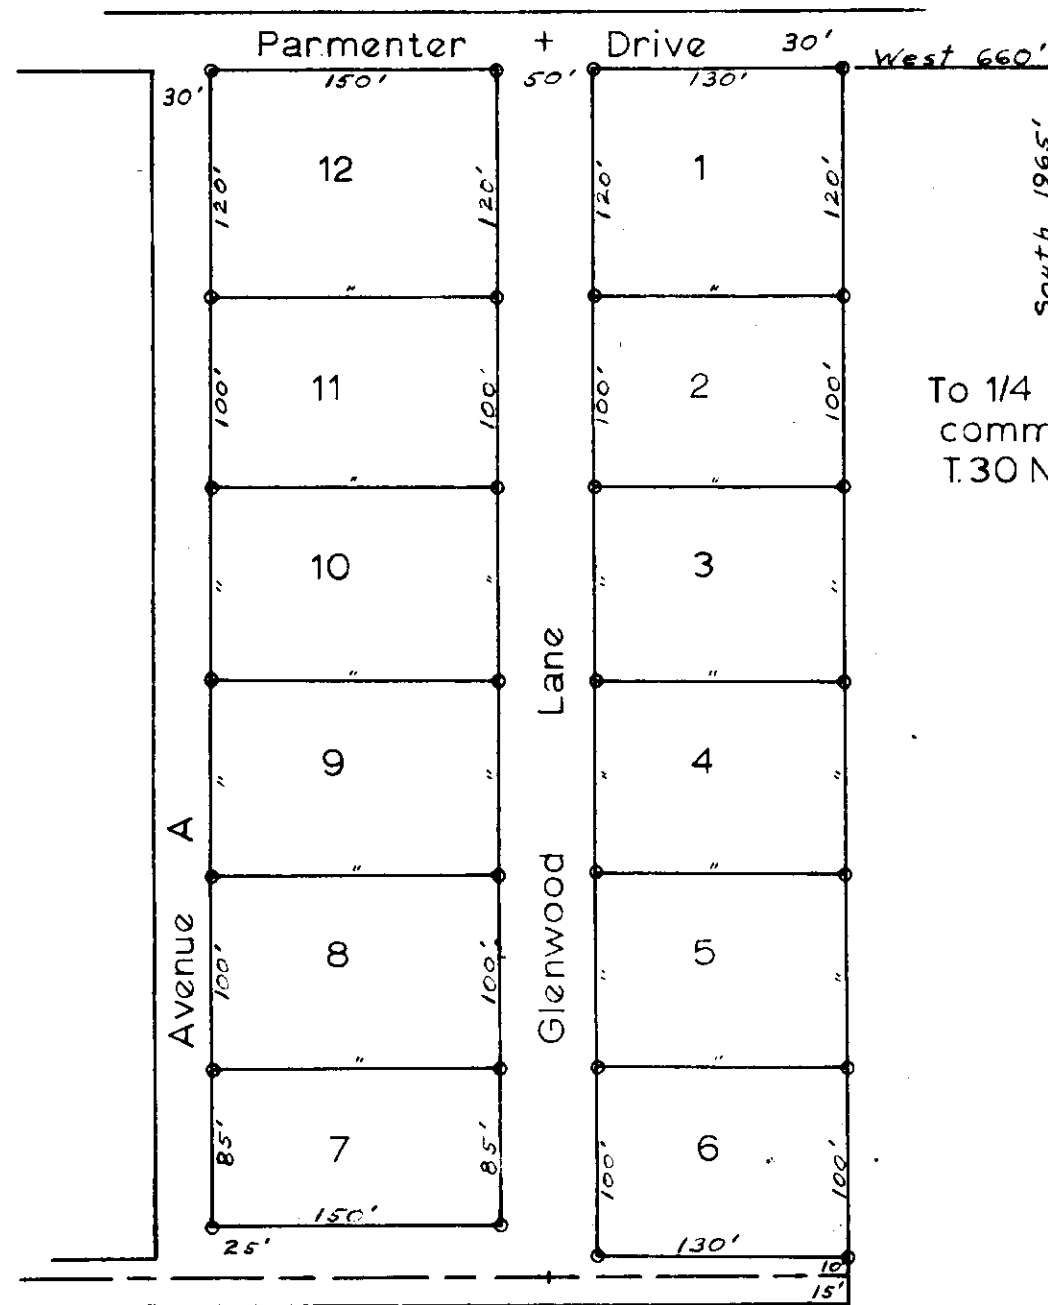 Parmenter + Drive 30'
West 660'
30' 150' 50' 130'
South 1965'
12 1
120' 120' 120' 120'
" "
11 2
100' 100' 100' 100'
To 1/4
comm
T.30 N
" "
10 3
" " " "
" "
Glenwood Lane
9 4
" " " "
Avenue A
" "
8 5
100' 100' " "
" "
7 6
85' 85' 100' 100'
150' 130'
25' 10'
15'